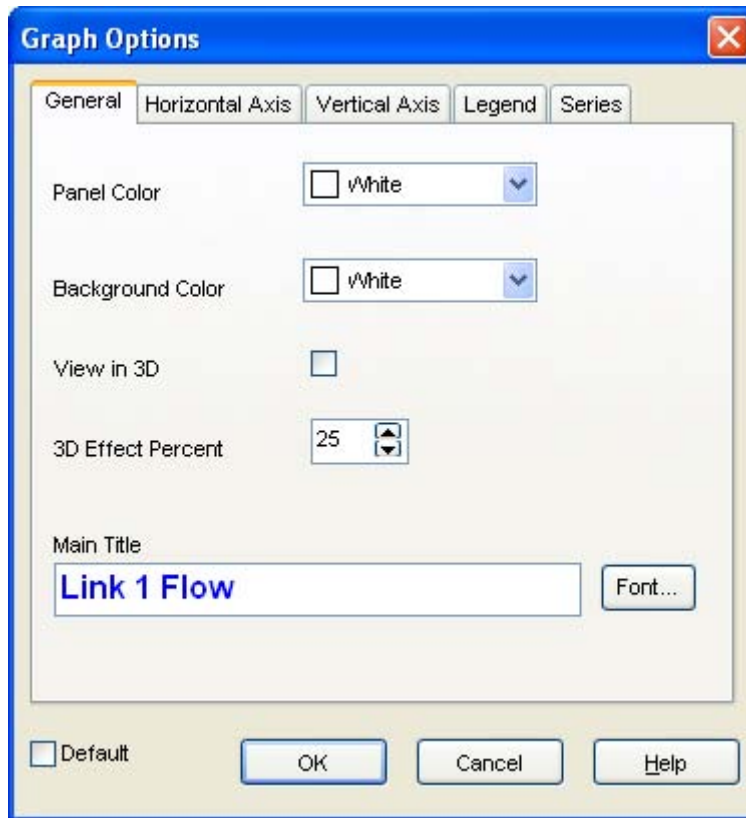 Graph Options
General Horizontal Axis Vertical Axis Legend Series
Panel Color White
Background Color White
View in 3D
3D Effect Percent 25
Main Title
Link 1 Flow Font...
Default OK Cancel Help